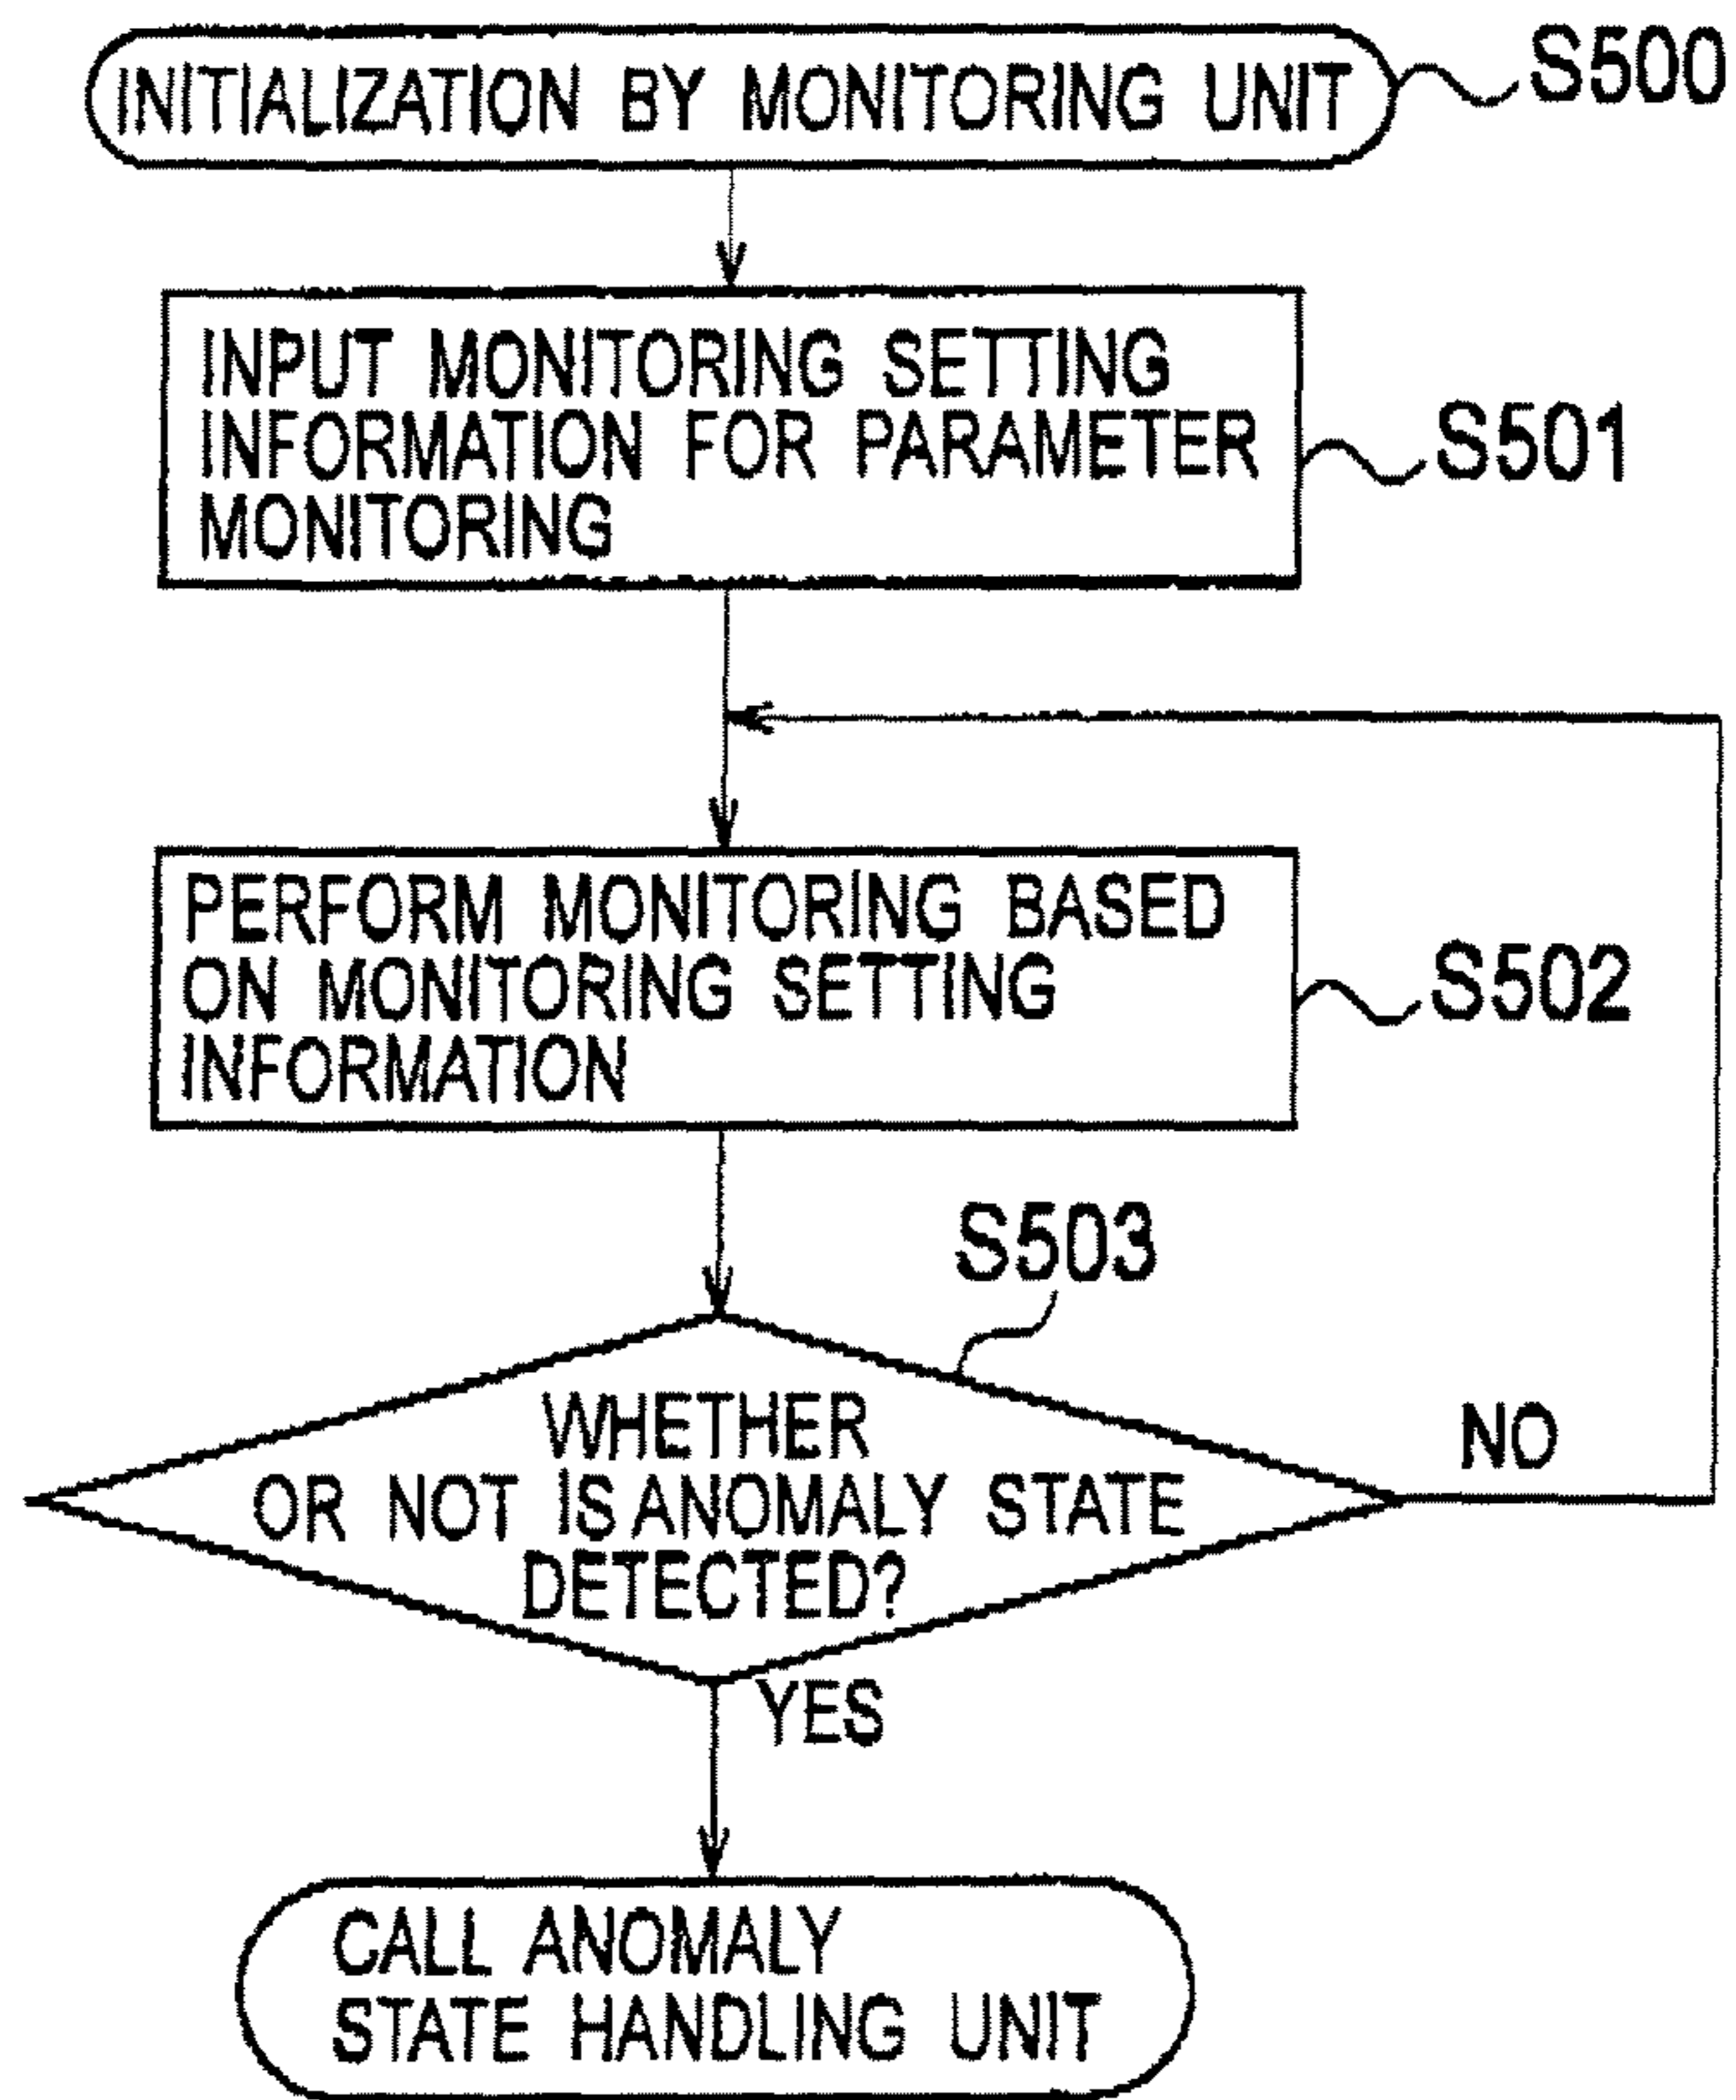 INITIALIZATION BY MONITORING UNIT
S500
INPUT MONITORING SETTING
INFORMATION FOR PARAMETER
MONITORING
S501
PERFORM MONITORING BASED
ON MONITORING SETTING
INFORMATION
S502
S503
WHETHER
OR NOT IS ANOMALY STATE
DETECTED?
NO
YES
CALL ANOMALY
STATE HANDLING UNIT